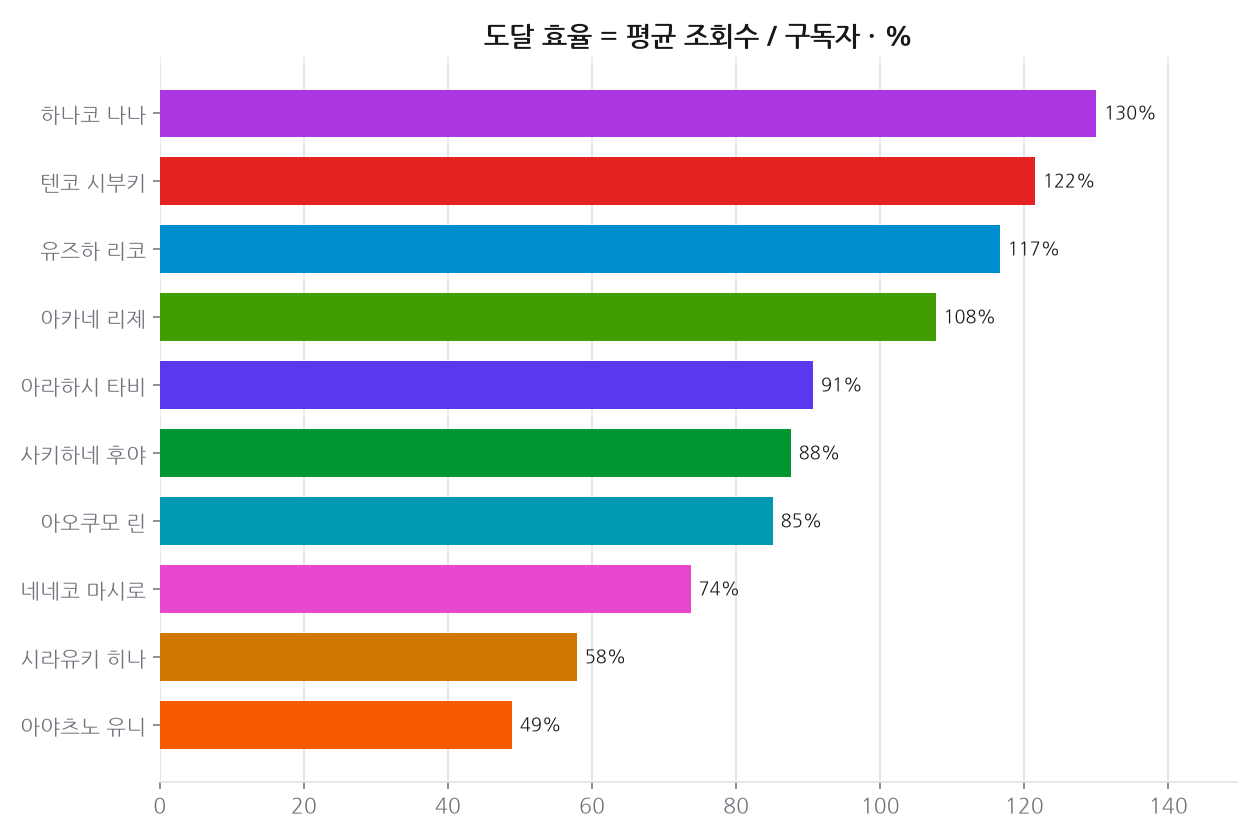 도달 효율 = 평균 조회수 / 구독자 · %
하나코 나나 130%
텐코 시부키 122%
유즈하 리코 117%
아카네 리제 108%
아라하시 타비 91%
사키하네 후야 88%
아오쿠모 린 85%
네네코 마시로 74%
시라유키 히나 58%
아야츠노 유니 49%
0 20 40 60 80 100 120 140